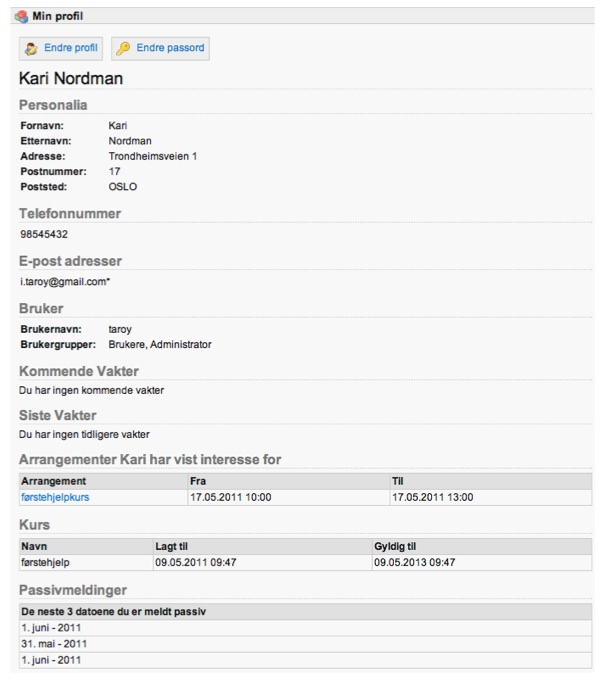 Min profil
Endre profil Endre passord
Kari Nordman
Personalia
Fornavn: Kari
Etternavn: Nordman
Adresse: Trondheimsveien 1
Postnummer: 17
Poststed: OSLO
Telefonnummer
98545432
E-post adresser
i.taroy@gmail.com*
Bruker
Brukernavn: taroy
Brukergrupper: Brukere, Administrator
Kommende Vakter
Du har ingen kommende vakter
Siste Vakter
Du har ingen tidligere vakter
Arrangementer Kari har vist interesse for
Arrangement Fra Til
førstehjelpkurs 17.05.2011 10:00 17.05.2011 13:00
Kurs
Navn Lagt til Gyldig til
førstehjelp 09.05.2011 09:47 09.05.2013 09:47
Passivmeldinger
De neste 3 datoene du er meldt passiv
1. juni - 2011
31. mai - 2011
1. juni - 2011